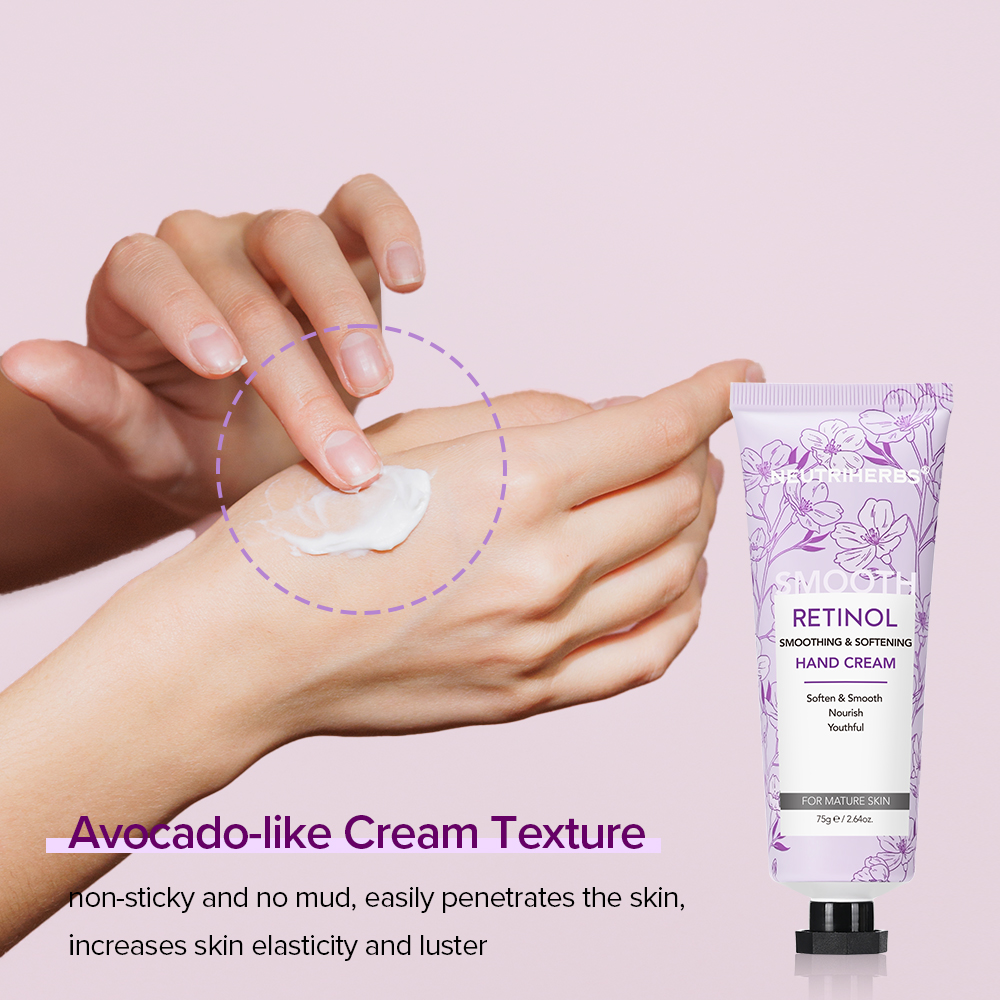 NEUTRIHERBS®
SMOOTH
RETINOL
SMOOTHING & SOFTENING
HAND CREAM
Soften & Smooth
Nourish
Youthful
FOR MATURE SKIN
75g ℮ / 2.64oz.
Avocado-like Cream Texture
non-sticky and no mud, easily penetrates the skin,
increases skin elasticity and luster